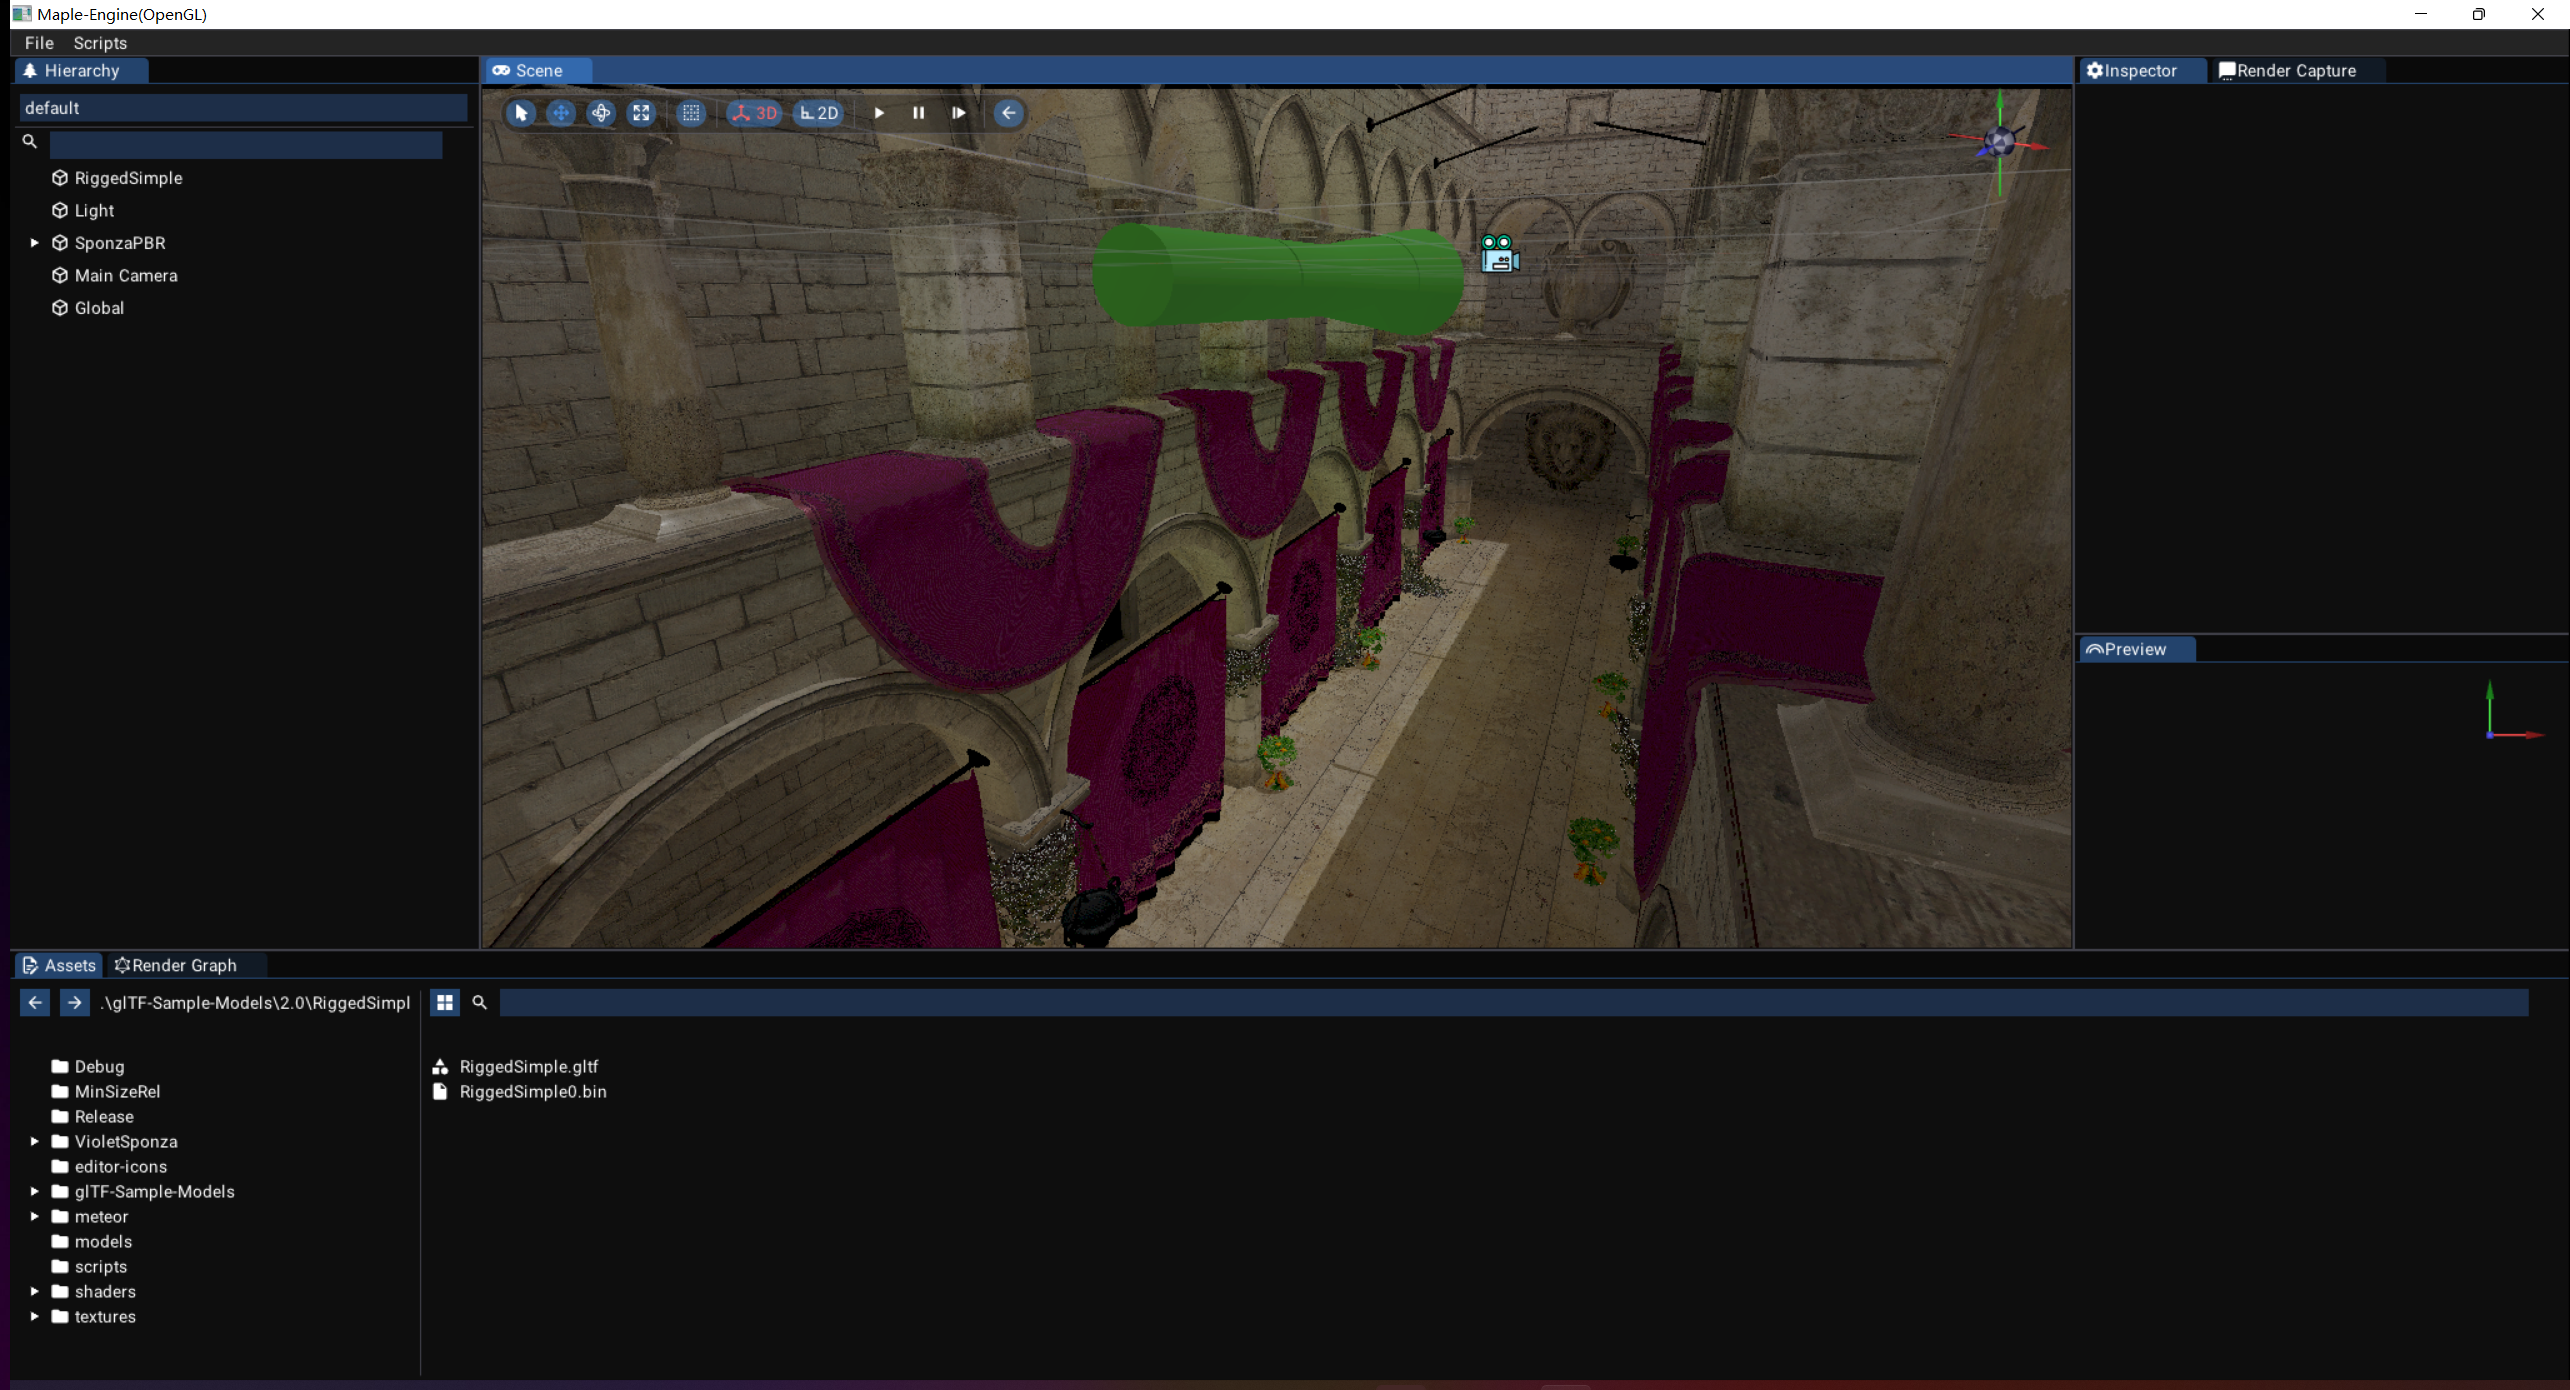 Maple-Engine(OpenGL)
File Scripts
Hierarchy
default
RiggedSimple
Light
SponzaPBR
Main Camera
Global
Scene
3D 2D
Inspector Render Capture
Preview
Assets Render Graph
.\glTF-Sample-Models\2.0\RiggedSimpl
Debug
MinSizeRel
Release
VioletSponza
editor-icons
glTF-Sample-Models
meteor
models
scripts
shaders
textures
RiggedSimple.gltf
RiggedSimple0.bin